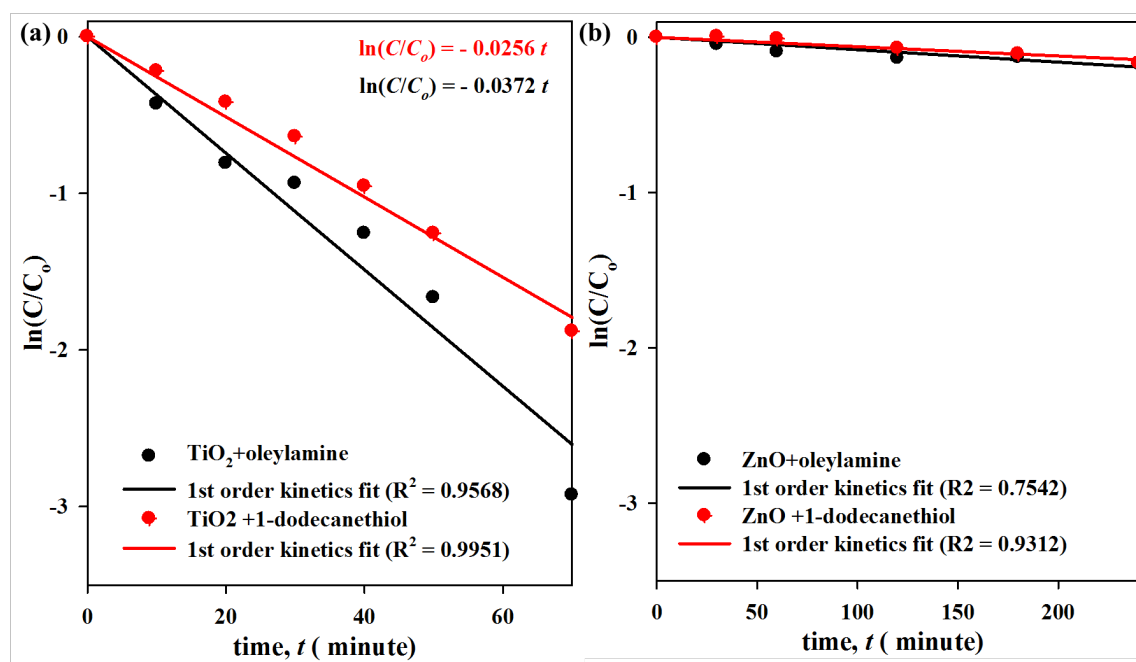 (a)
ln(C/Co) = - 0.0256 t
ln(C/Co) = - 0.0372 t
0
-1
-2
-3
ln(C/Co)
TiO2+oleylamine
1st order kinetics fit (R² = 0.9568)
TiO2 +1-dodecanethiol
1st order kinetics fit (R² = 0.9951)
0 20 40 60
time, t ( minute)
(b)
0
-1
-2
-3
ln(C/Co)
ZnO+oleylamine
1st order kinetics fit (R2 = 0.7542)
ZnO +1-dodecanethiol
1st order kinetics fit (R2 = 0.9312)
0 50 100 150 200
time, t ( minute)